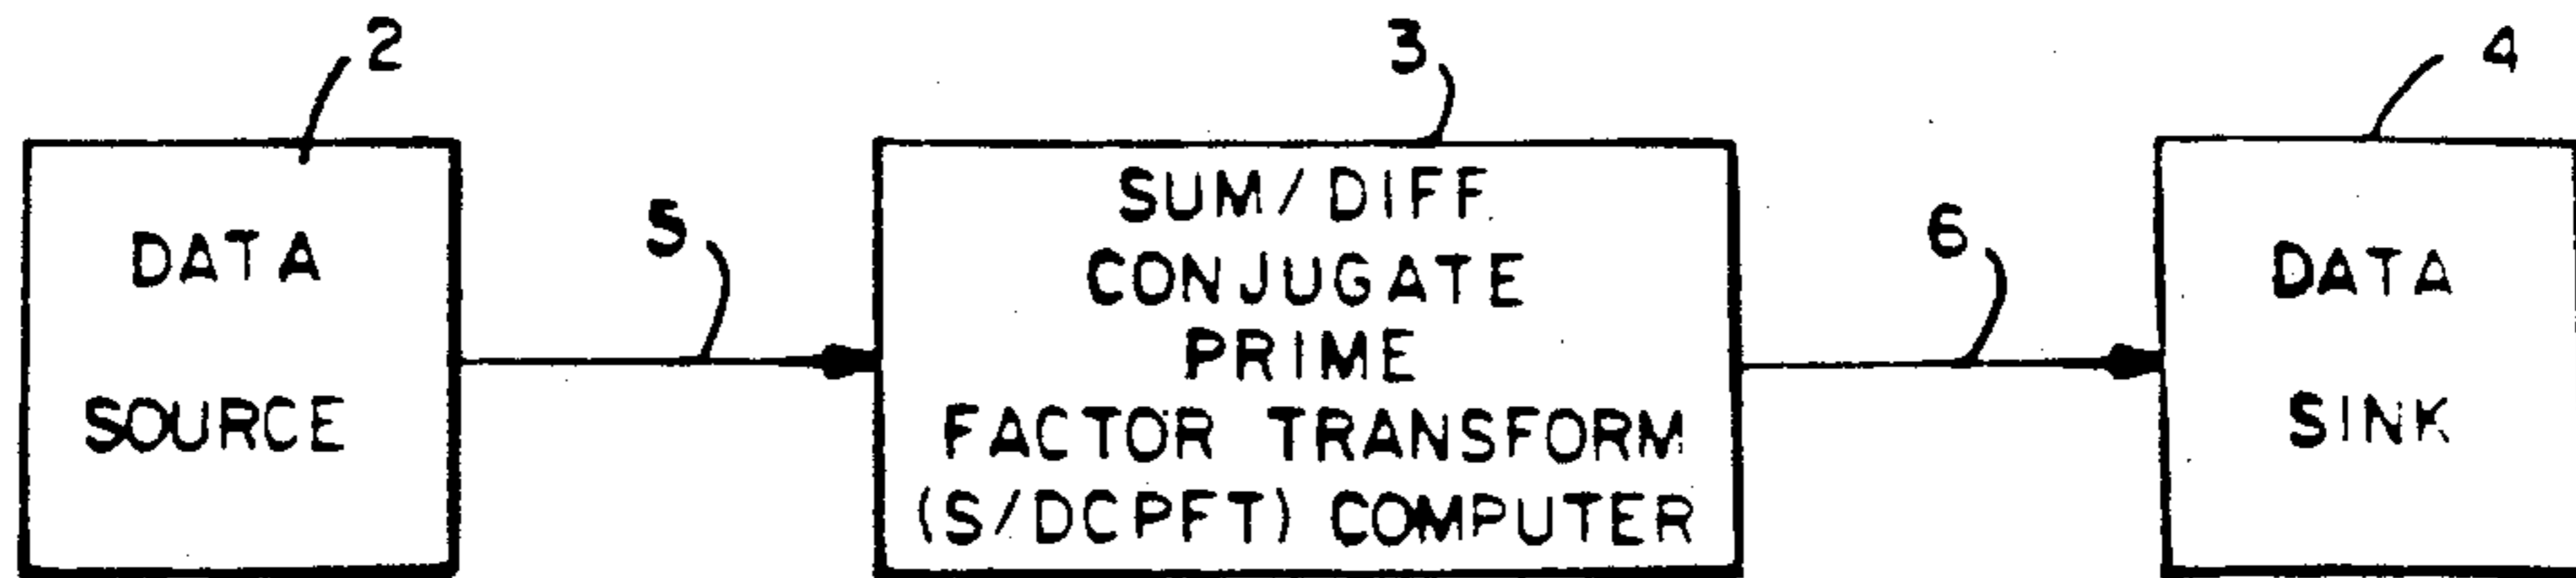 2
3
4
DATA
SOURCE
5
SUM/DIFF
CONJUGATE
PRIME
FACTOR TRANSFORM
(S/DCPFT) COMPUTER
6
DATA
SINK